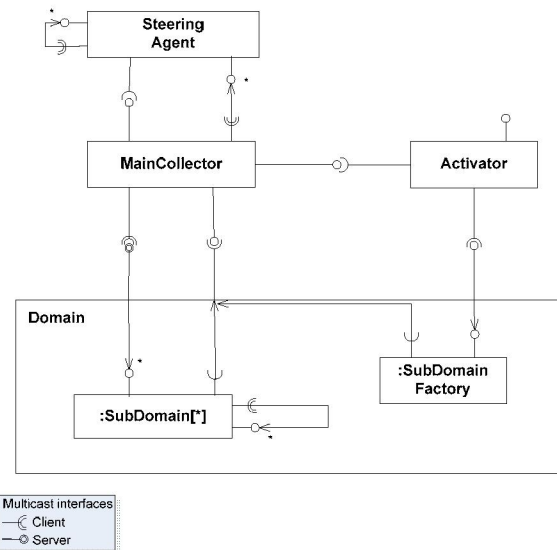 *
Steering
Agent
*
MainCollector
Activator
Domain
*
:SubDomain
Factory
:SubDomain[*]
*
Multicast interfaces
Client
Server